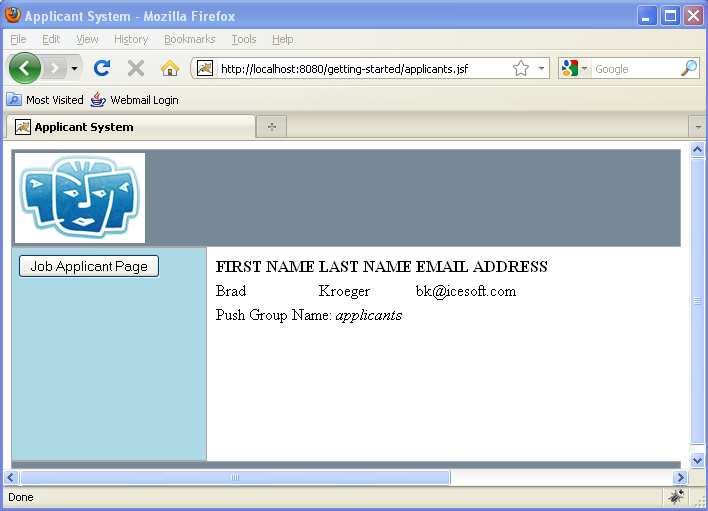 Applicant System - Mozilla Firefox
File Edit View History Bookmarks Tools Help
http://localhost:8080/getting-started/applicants.jsf Google
Most Visited Webmail Login
Applicant System
Job Applicant Page
FIRST NAME LAST NAME EMAIL ADDRESS
Brad Kroeger bk@icesoft.com
Push Group Name: applicants
Done